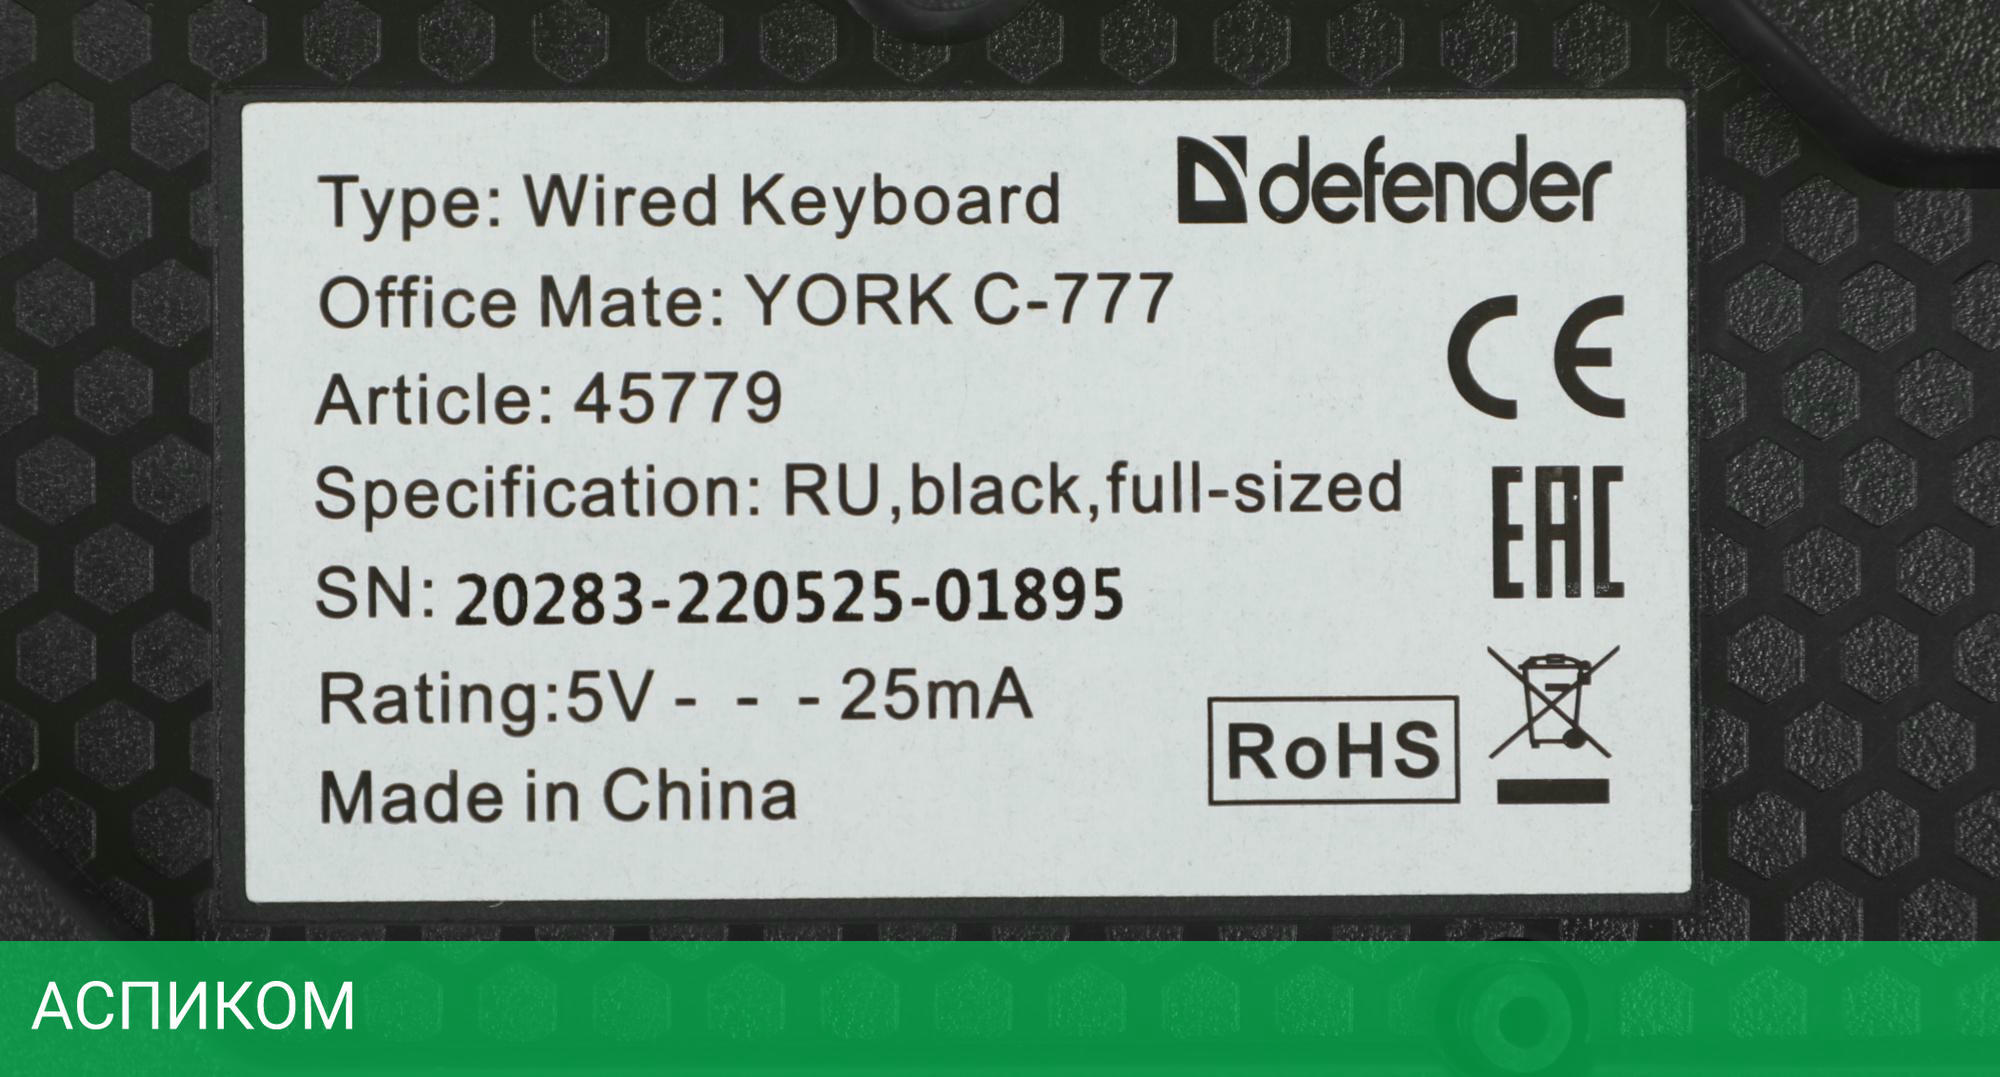 defender
Type: Wired Keyboard
Office Mate: YORK C-777
Article: 45779
Specification: RU,black,full-sized
SN: 20283-220525-01895
Rating:5V - - - 25mA
Made in China
CE
EAC
RoHS
АСПИКОМ